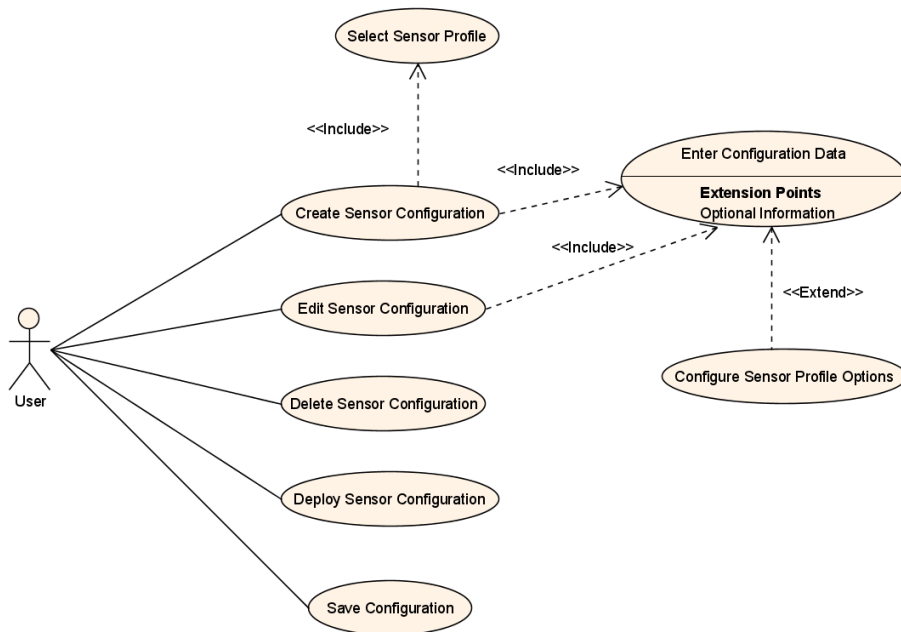 Select Sensor Profile
<<Include>>
<<Include>>
Enter Configuration Data
Extension Points
Optional Information
Create Sensor Configuration
<<Include>>
Edit Sensor Configuration
<<Extend>>
Configure Sensor Profile Options
User
Delete Sensor Configuration
Deploy Sensor Configuration
Save Configuration